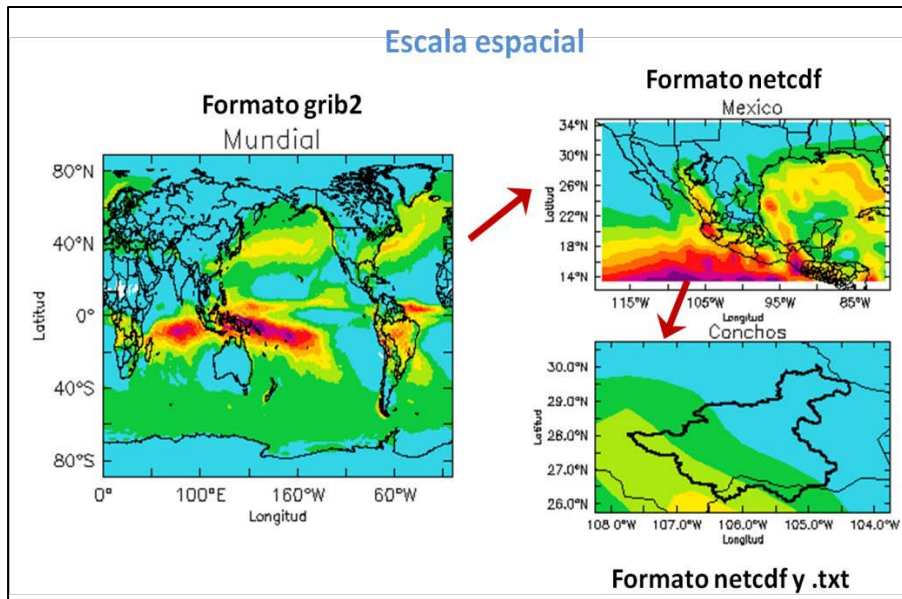 Escala espacial
Formato grib2
Mundial
80°N
40°N
0°
40°S
80°S
Latitud
0°
100°E
160°W
60°W
Longitud
Formato netcdf
Mexico
34°N
30°N
26°N
22°N
18°N
14°N
Latitud
115°W
105°W
95°W
85°W
Longitud
Conchos
30.0°N
29.0°N
28.0°N
27.0°N
26.0°N
Latitud
108.0°W
107.0°W
106.0°W
105.0°W
104.0°W
Longitud
Formato netcdf y .txt